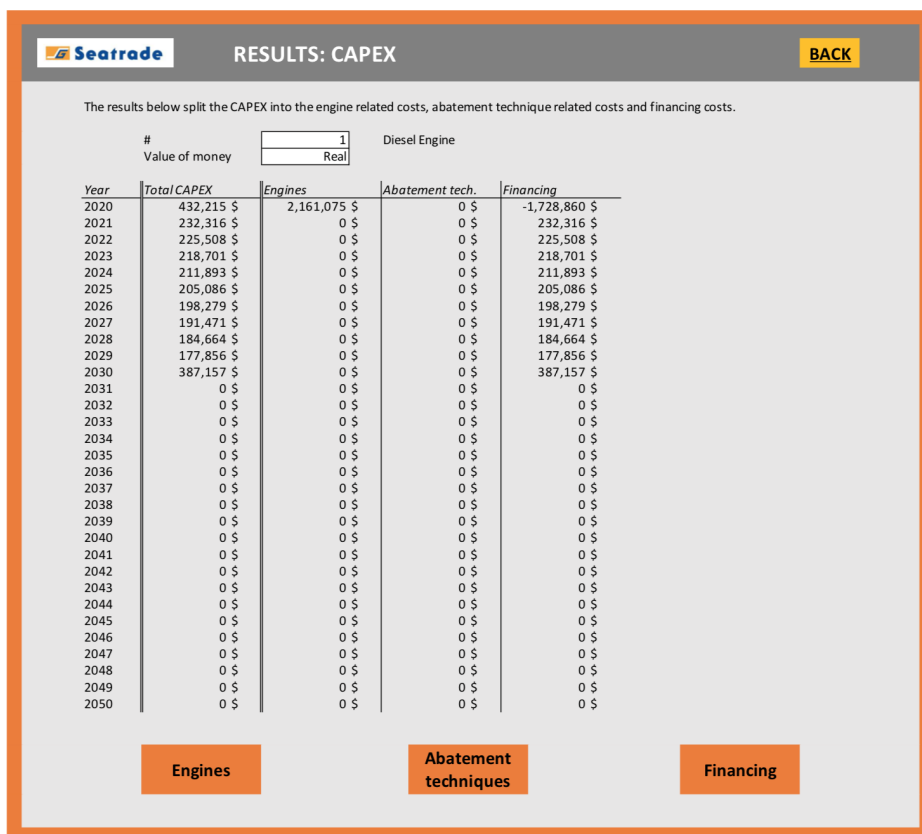 Seatrade RESULTS: CAPEX BACK
The results below split the CAPEX into the engine related costs, abatement technique related costs and financing costs.
# 1 Diesel Engine
Value of money Real
Year Total CAPEX Engines Abatement tech. Financing
2020 432,215 $ 2,161,075 $ 0 $ -1,728,860 $
2021 232,316 $ 0 $ 0 $ 232,316 $
2022 225,508 $ 0 $ 0 $ 225,508 $
2023 218,701 $ 0 $ 0 $ 218,701 $
2024 211,893 $ 0 $ 0 $ 211,893 $
2025 205,086 $ 0 $ 0 $ 205,086 $
2026 198,279 $ 0 $ 0 $ 198,279 $
2027 191,471 $ 0 $ 0 $ 191,471 $
2028 184,664 $ 0 $ 0 $ 184,664 $
2029 177,856 $ 0 $ 0 $ 177,856 $
2030 387,157 $ 0 $ 0 $ 387,157 $
2031 0 $ 0 $ 0 $ 0 $
2032 0 $ 0 $ 0 $ 0 $
2033 0 $ 0 $ 0 $ 0 $
2034 0 $ 0 $ 0 $ 0 $
2035 0 $ 0 $ 0 $ 0 $
2036 0 $ 0 $ 0 $ 0 $
2037 0 $ 0 $ 0 $ 0 $
2038 0 $ 0 $ 0 $ 0 $
2039 0 $ 0 $ 0 $ 0 $
2040 0 $ 0 $ 0 $ 0 $
2041 0 $ 0 $ 0 $ 0 $
2042 0 $ 0 $ 0 $ 0 $
2043 0 $ 0 $ 0 $ 0 $
2044 0 $ 0 $ 0 $ 0 $
2045 0 $ 0 $ 0 $ 0 $
2046 0 $ 0 $ 0 $ 0 $
2047 0 $ 0 $ 0 $ 0 $
2048 0 $ 0 $ 0 $ 0 $
2049 0 $ 0 $ 0 $ 0 $
2050 0 $ 0 $ 0 $ 0 $
Engines
Abatement
techniques
Financing